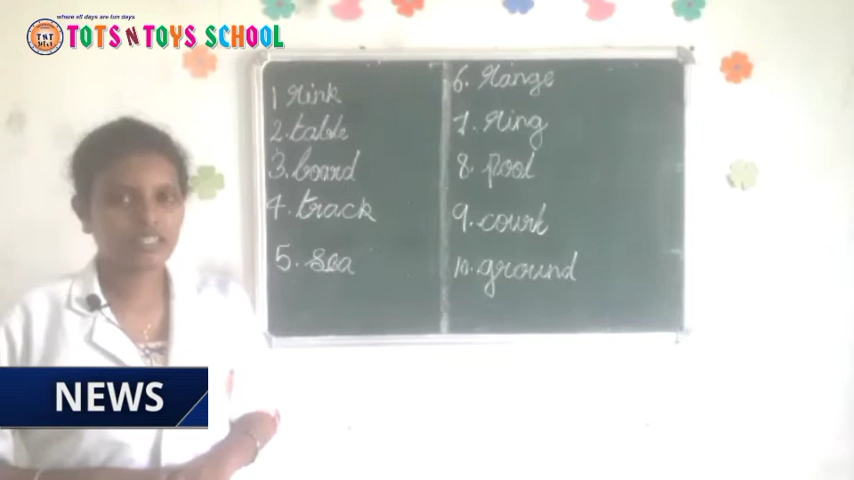 where all days are fun days
TOTS N TOYS SCHOOL
TNT
1 rink
2. table
3. board
4. track
5. sea
6. range
7. ring
8. pool
9. court
10. ground
NEWS